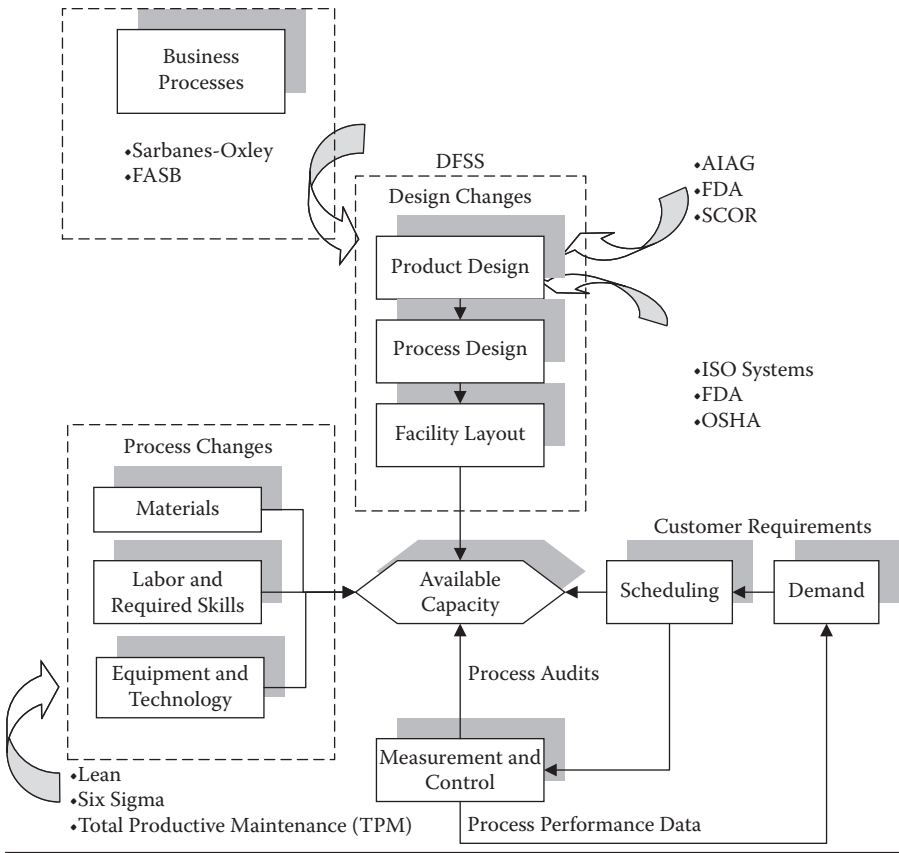 Business
Processes
•Sarbanes-Oxley
•FASB
DFSS
Design Changes
Product Design
Process Design
Facility Layout
•AIAG
•FDA
•SCOR
•ISO Systems
•FDA
•OSHA
Process Changes
Materials
Labor and
Required Skills
Equipment and
Technology
•Lean
•Six Sigma
•Total Productive Maintenance (TPM)
Available
Capacity
Customer Requirements
Scheduling
Demand
Process Audits
Measurement and
Control
Process Performance Data